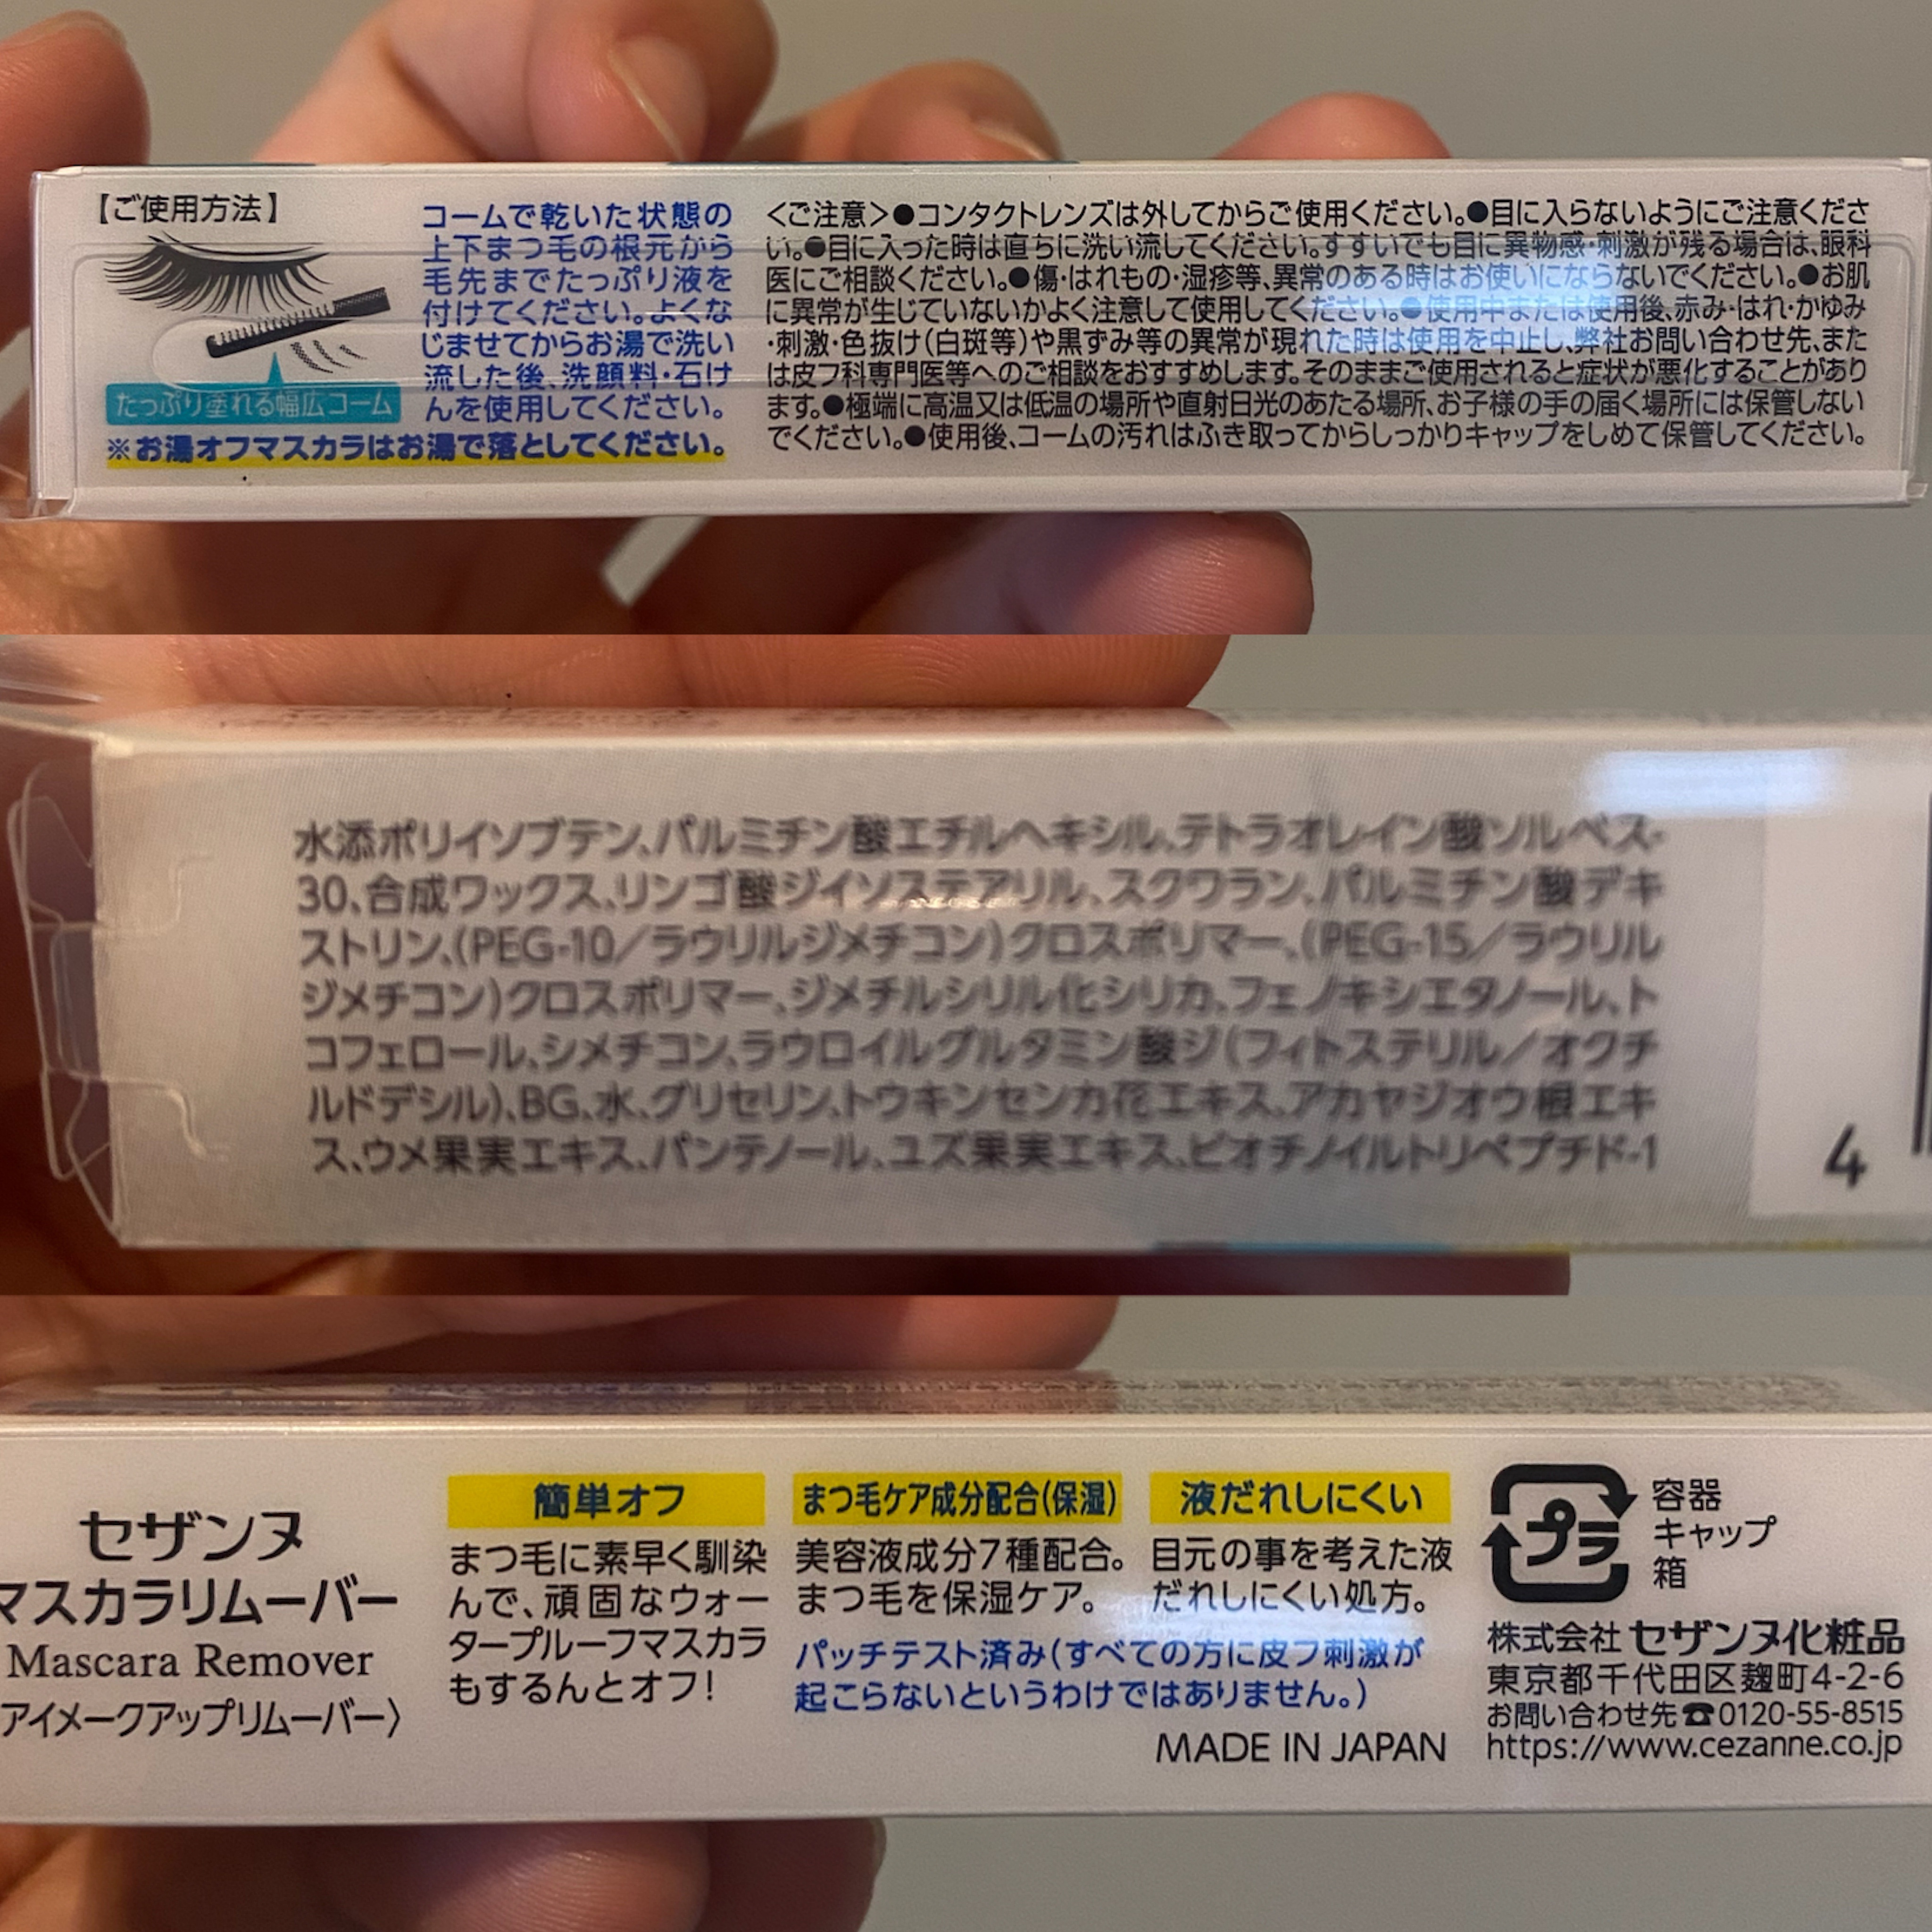 【ご使用方法】
たっぷり塗れる幅広コーム
コームで乾いた状態の
上下まつ毛の根元から
毛先までたっぷり液を
付けてください。よくな
じませてからお湯で洗い
流した後、洗顔料・石け
んを使用してください。
※お湯オフマスカラはお湯で落としてください。
＜ご注意＞●コンタクトレンズは外してからご使用ください。●目に入らないようにご注意くださ
い。●目に入った時は直ちに洗い流してください。すすいでも目に異物感・刺激が残る場合は、眼科
医にご相談ください。●傷・はれもの・湿疹等、異常のある時はお使いにならないでください。●お肌
に異常が生じていないかよく注意して使用してください。●使用中または使用後、赤み・はれ・かゆみ
・刺激・色抜け(白斑等)や黒ずみ等の異常が現れた時は使用を中止し、弊社お問い合わせ先、また
は皮フ科専門医等へのご相談をおすすめします。そのままご使用されると症状が悪化することがあり
ます。●極端に高温又は低温の場所や直射日光のあたる場所、お子様の手の届く場所には保管しない
でください。●使用後、コームの汚れはふき取ってからしっかりキャップをしめて保管してください。
水添ポリイソブテン、パルミチン酸エチルヘキシル、テトラオレイン酸ソルベス-
30、合成ワックス、リンゴ酸ジイソステアリル、スクワラン、パルミチン酸デキ
ストリン、(PEG-10／ラウリルジメチコン)クロスポリマー、(PEG-15／ラウリル
ジメチコン)クロスポリマー、ジメチルシリル化シリカ、フェノキシエタノール、ト
コフェロール、シメチコン、ラウロイルグルタミン酸ジ(フィトステリル／オクチ
ルドデシル)、BG、水、グリセリン、トウキンセンカ花エキス、アカヤジオウ根エキ
ス、ウメ果実エキス、パンテノール、ユズ果実エキス、ビオチノイルトリペプチド-1
4
セザンヌ
マスカラリムーバー
Mascara Remover
アイメークアップリムーバー〉
簡単オフ
まつ毛に素早く馴染
んで、頑固なウォー
タープルーフマスカラ
もするんとオフ！
まつ毛ケア成分配合(保湿)
美容液成分7種配合。
まつ毛を保湿ケア。
液だれしにくい
目元の事を考えた液
だれしにくい処方。
パッチテスト済み(すべての方に皮フ刺激が
起こらないというわけではありません。)
MADE IN JAPAN
プラ
容器
キャップ
箱
株式会社 セザンヌ化粧品
東京都千代田区麹町4-2-6
お問い合わせ先☎0120-55-8515
https://www.cezanne.co.jp